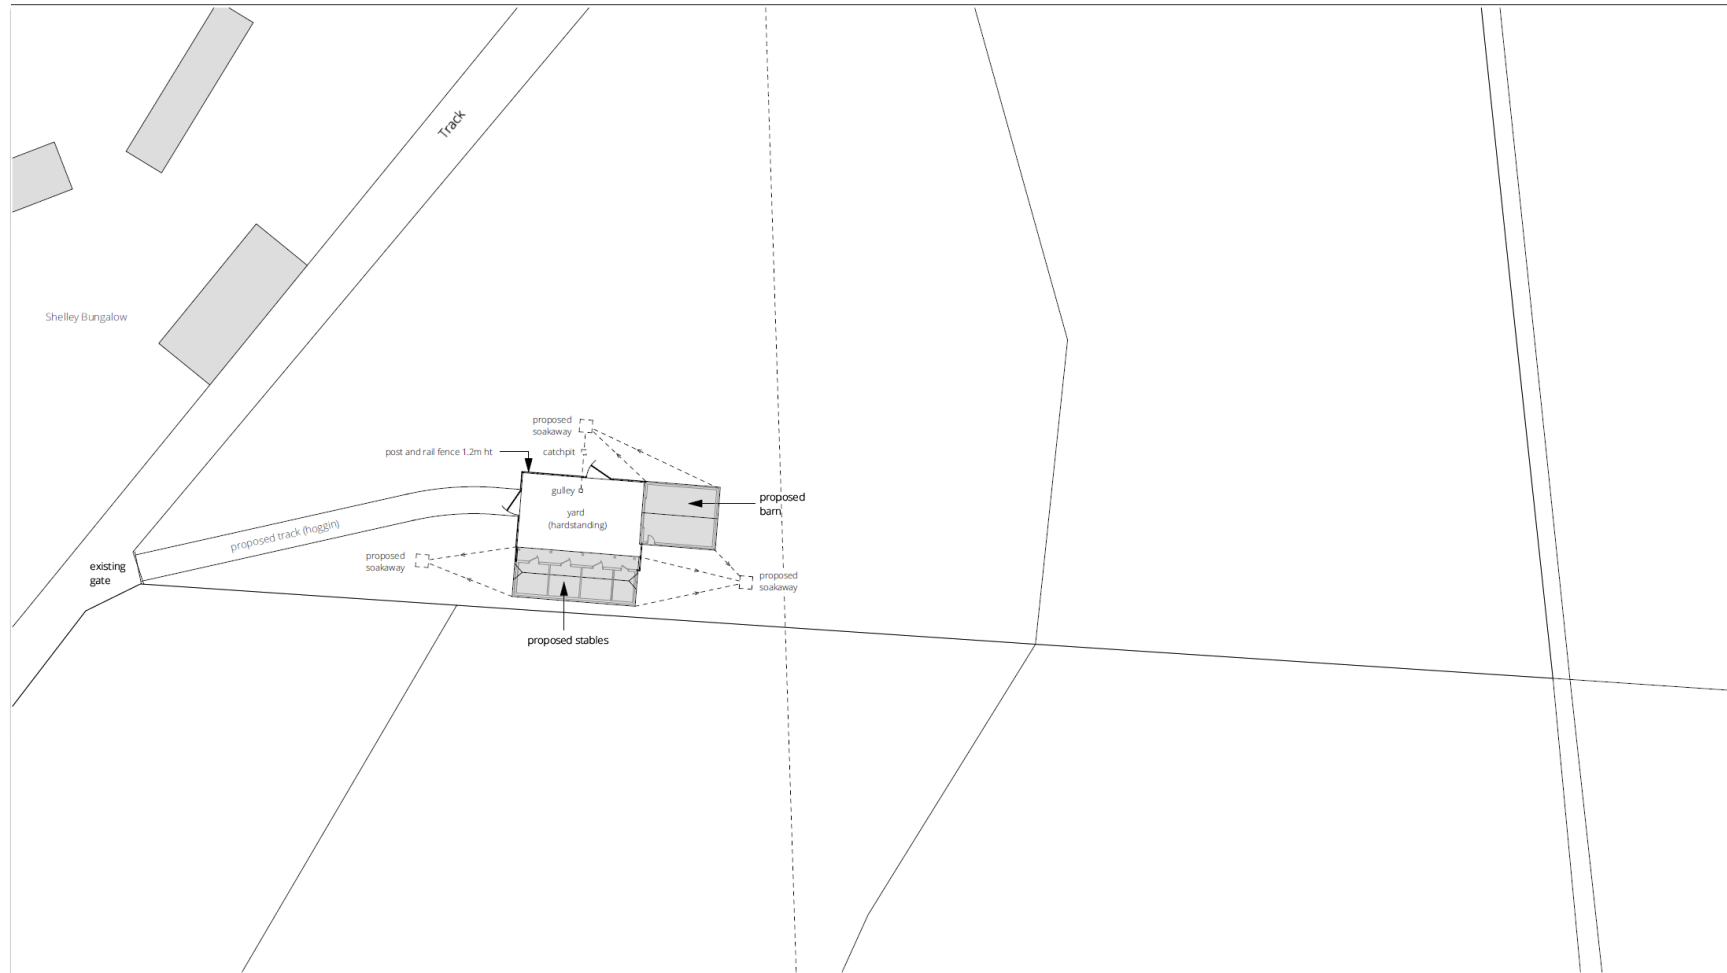 Track
Shelley Bungalow
proposed
soakaway
post and rail fence 1.2m ht
catchpit
gulley
proposed
barn
yard
(hardstanding)
proposed track (hoggin)
proposed
soakaway
existing
gate
proposed
soakaway
proposed stables